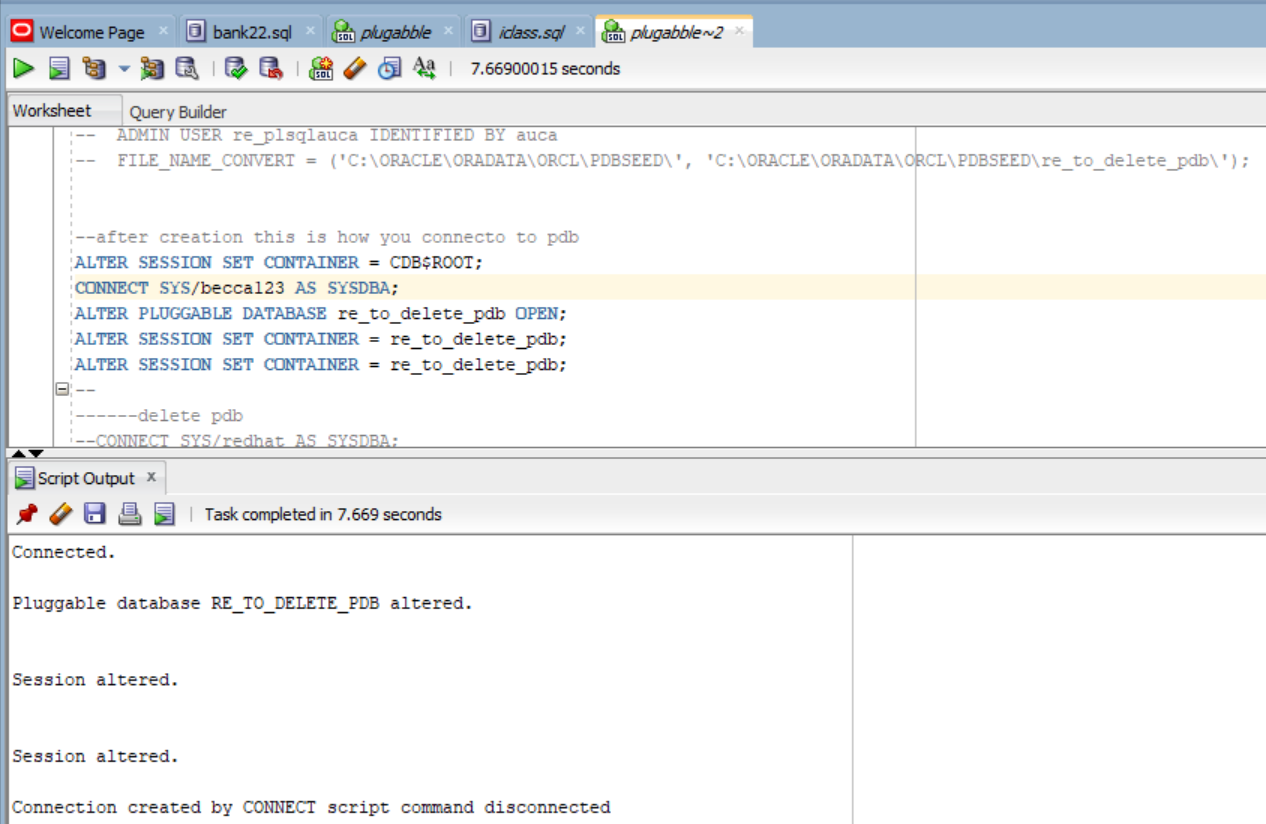 Welcome Page
bank22.sql
plugabble
iclass.sql
plugabble~2
7.66900015 seconds
Worksheet
Query Builder
-- ADMIN USER re_plsqlauca IDENTIFIED BY auca
-- FILE_NAME_CONVERT = ('C:\ORACLE\ORADATA\ORCL\PDBSEED\', 'C:\ORACLE\ORADATA\ORCL\PDBSEED\re_to_delete_pdb\');
--after creation this is how you connecto to pdb
ALTER SESSION SET CONTAINER = CDB$ROOT;
CONNECT SYS/becca123 AS SYSDBA;
ALTER PLUGGABLE DATABASE re_to_delete_pdb OPEN;
ALTER SESSION SET CONTAINER = re_to_delete_pdb;
ALTER SESSION SET CONTAINER = re_to_delete_pdb;
--
------delete pdb
--CONNECT SYS/redhat AS SYSDBA;
Script Output x
Task completed in 7.669 seconds
Connected.
Pluggable database RE_TO_DELETE_PDB altered.
Session altered.
Session altered.
Connection created by CONNECT script command disconnected